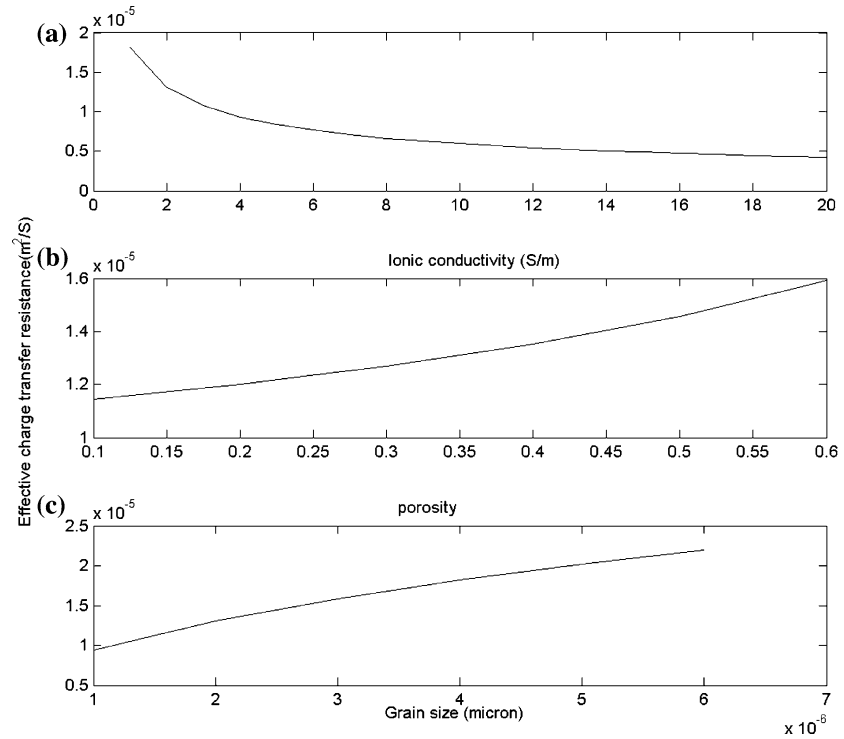 Effective charge transfer resistance(m²/S)
(a)
x 10⁻⁵
2
1.5
1
0.5
0
0 2 4 6 8 10 12 14 16 18 20
Ionic conductivity (S/m)
(b)
x 10⁻⁵
1.6
1.4
1.2
1
0.1 0.15 0.2 0.25 0.3 0.35 0.4 0.45 0.5 0.55 0.6
porosity
(c)
x 10⁻⁵
2.5
2
1.5
1
0.5
1 2 3 4 5 6 7
Grain size (micron)
x 10⁻⁶